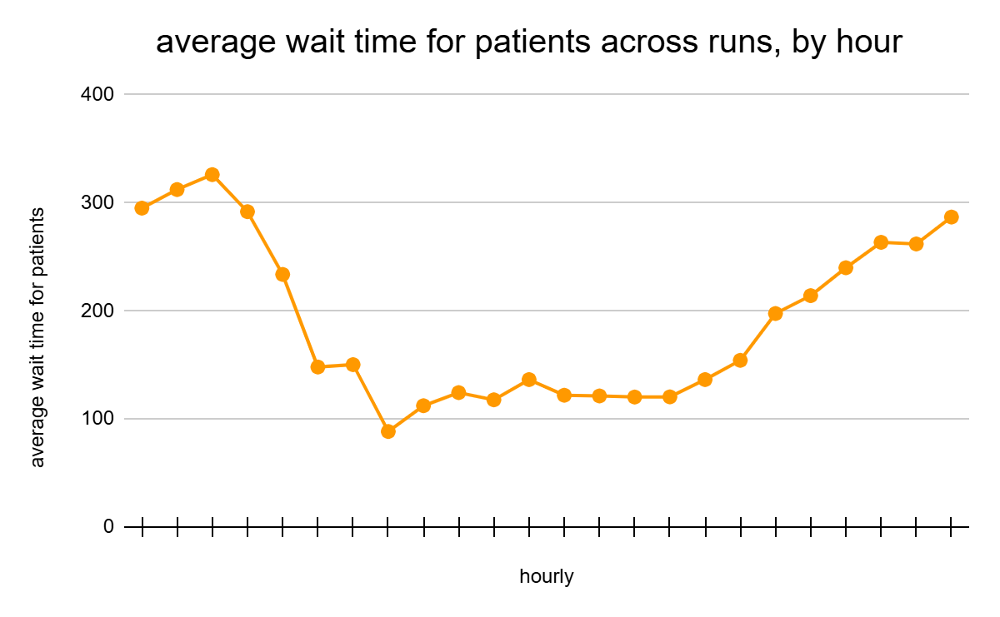 average wait time for patients across runs, by hour
400
300
200
100
0
average wait time for patients
hourly